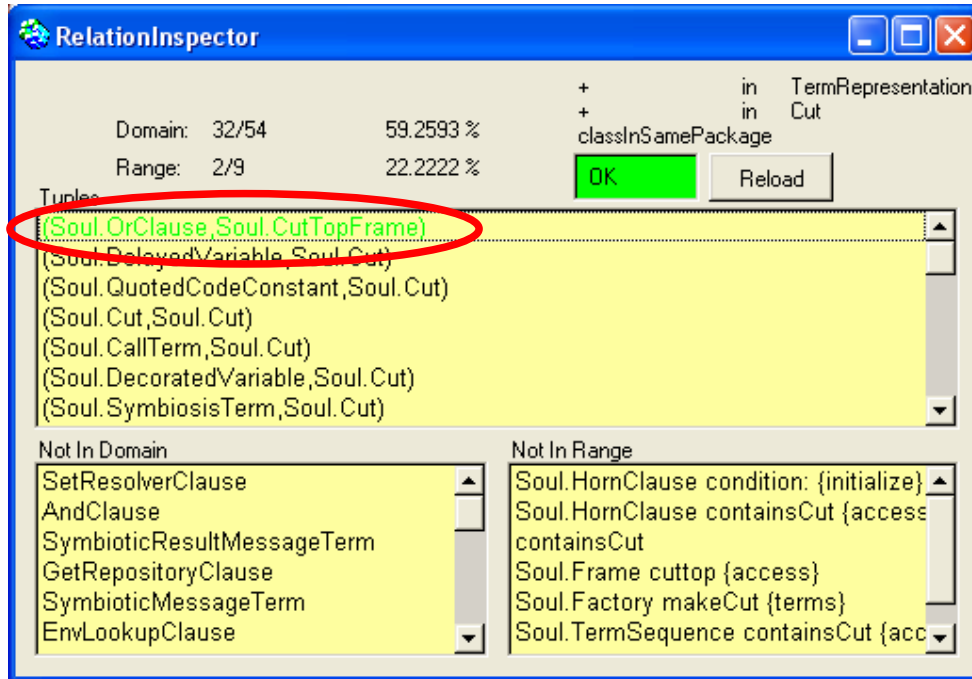 RelationInspector
+ in TermRepresentation
+ in Cut
Domain: 32/54 59.2593 %
classInSamePackage
Range: 2/9 22.2222 %
OK Reload
Tuples
(Soul.OrClause,Soul.CutTopFrame)
(Soul.DelayedVariable,Soul.Cut)
(Soul.QuotedCodeConstant,Soul.Cut)
(Soul.Cut,Soul.Cut)
(Soul.CallTerm,Soul.Cut)
(Soul.DecoratedVariable,Soul.Cut)
(Soul.SymbiosisTerm,Soul.Cut)
Not In Domain
SetResolverClause
AndClause
SymbioticResultMessageTerm
GetRepositoryClause
SymbioticMessageTerm
EnvLookupClause
Not In Range
Soul.HornClause condition: {initialize}
Soul.HornClause containsCut {access
containsCut
Soul.Frame cuttop {access}
Soul.Factory makeCut {terms}
Soul.TermSequence containsCut {acc